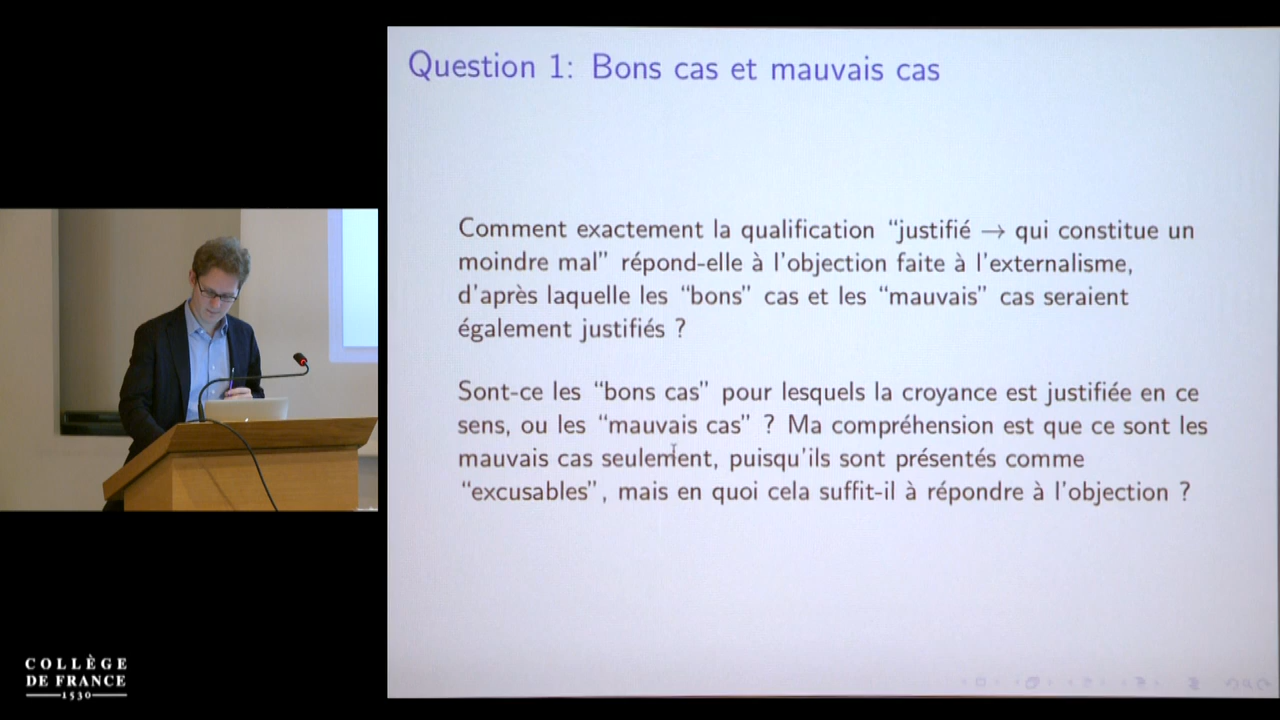 Question 1: Bons cas et mauvais cas
Comment exactement la qualification “justifié → qui constitue un
moindre mal” répond-elle à l'objection faite à l'externalisme,
d'après laquelle les “bons” cas et les “mauvais” cas seraient
également justifiés ?
Sont-ce les “bons cas” pour lesquels la croyance est justifiée en ce
sens, ou les “mauvais cas” ? Ma compréhension est que ce sont les
mauvais cas seulement, puisqu'ils sont présentés comme
“excusables”, mais en quoi cela suffit-il à répondre à l'objection ?
COLLÈGE
DE FRANCE
1530